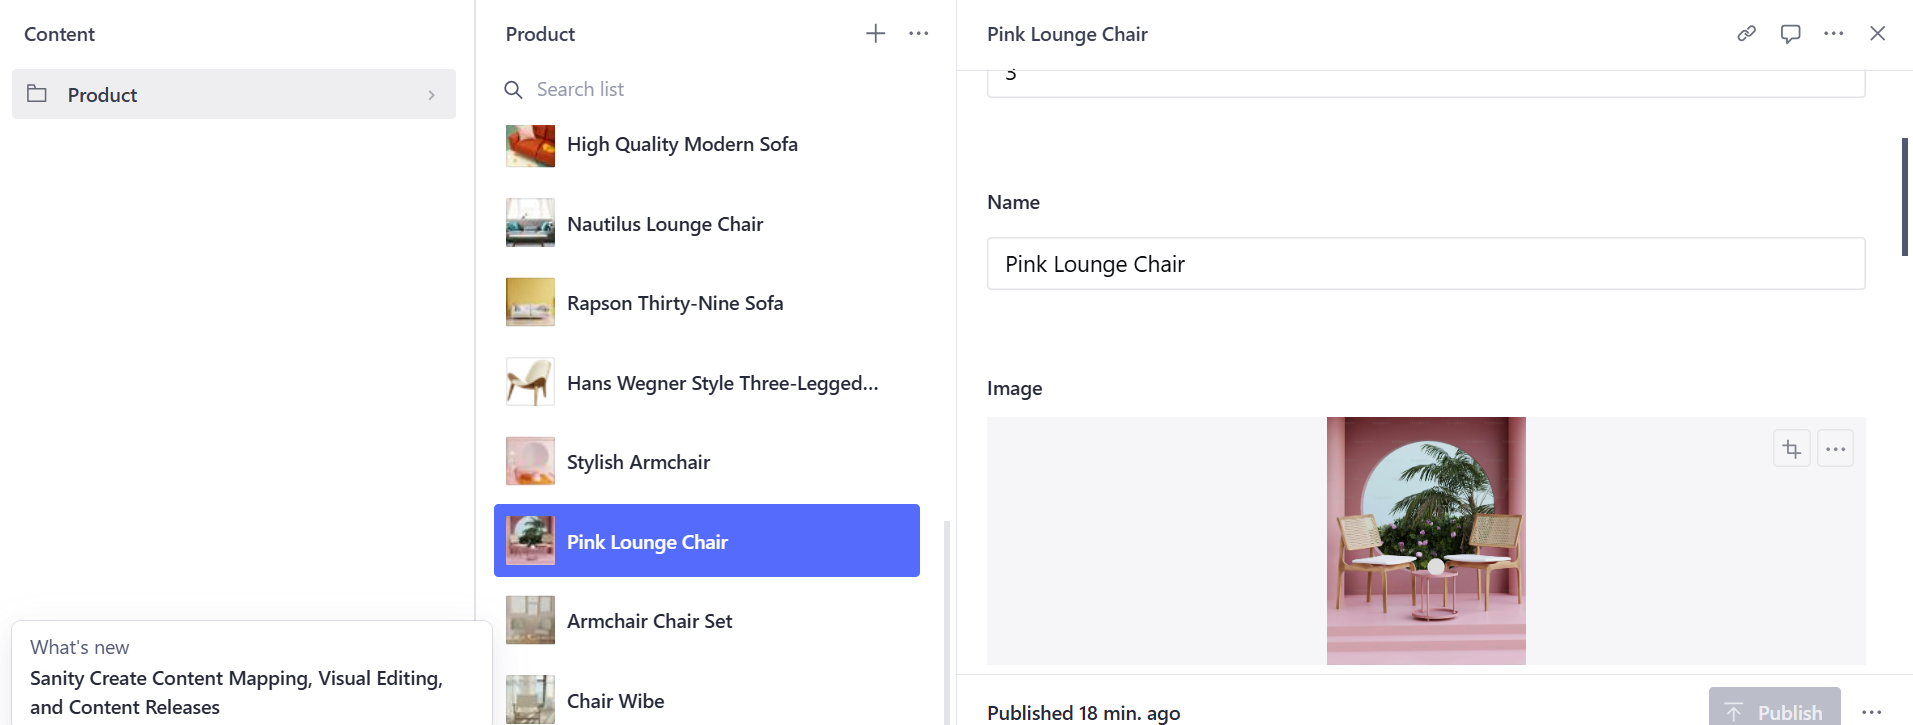 Content
Product
What's new
Sanity Create Content Mapping, Visual Editing,
and Content Releases
Product
Search list
High Quality Modern Sofa
Nautilus Lounge Chair
Rapson Thirty-Nine Sofa
Hans Wegner Style Three-Legged...
Stylish Armchair
Pink Lounge Chair
Armchair Chair Set
Chair Wibe
Pink Lounge Chair
3
Name
Pink Lounge Chair
Image
Published 18 min. ago
Publish